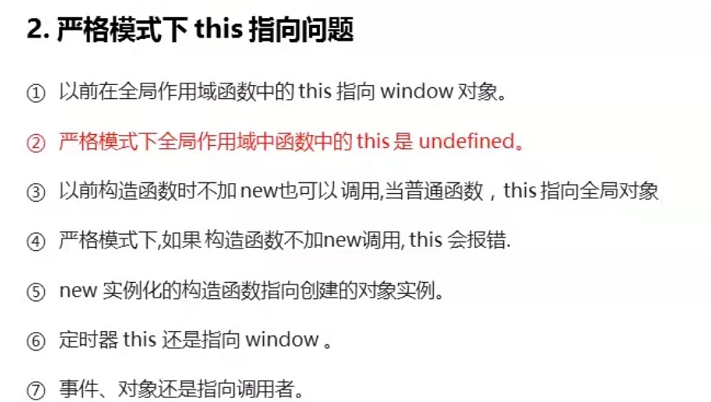 2. 严格模式下 this 指向问题
① 以前在全局作用域函数中的 this 指向 window 对象。
② 严格模式下全局作用域中函数中的 this 是 undefined。
③ 以前构造函数时不加 new也可以 调用,当普通函数，this 指向全局对象
④ 严格模式下,如果 构造函数不加new调用, this 会报错.
⑤ new 实例化的构造函数指向创建的对象实例。
⑥ 定时器 this 还是指向 window 。
⑦ 事件、对象还是指向调用者。